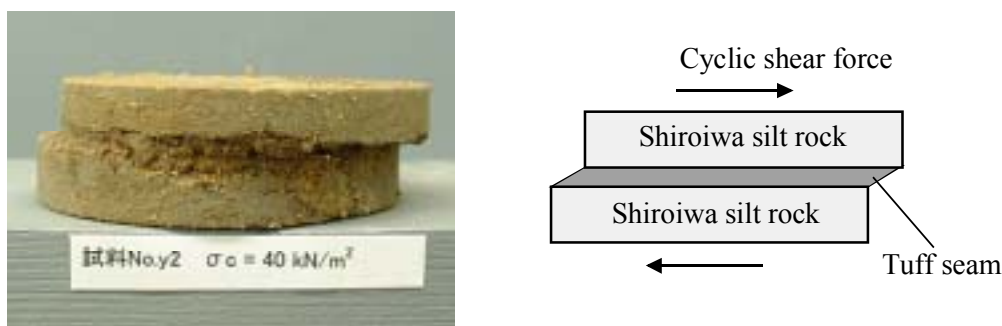 試料No.y2 σc = 40 kN/m²
Cyclic shear force
Shiroiwa silt rock
Shiroiwa silt rock
Tuff seam